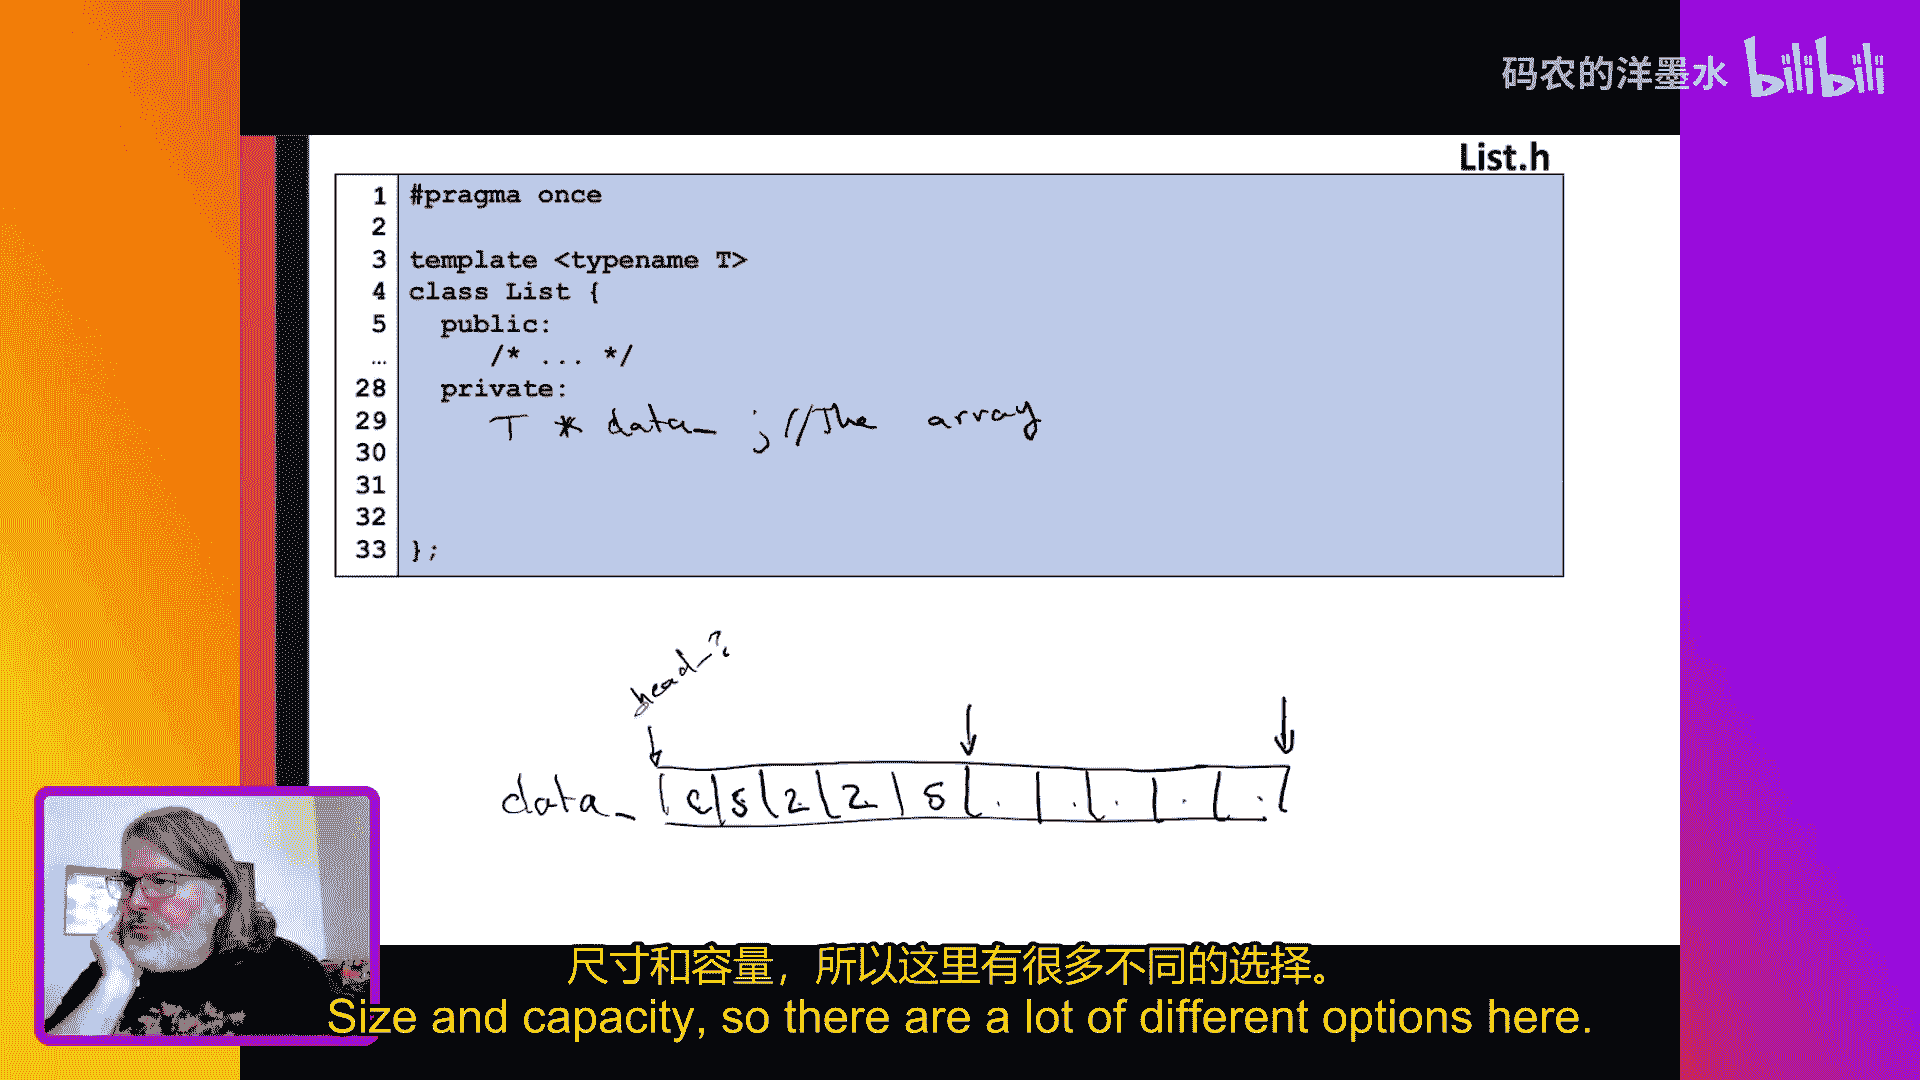 码农的洋墨水 bilibili
List.h
1 #pragma once
2
3 template <typename T>
4 class List {
5 public:
… /* ... */
28 private:
29 T * data_ ; //The array
30
31
32
33 };
head_?
data_ C S 2 2 5 . . . . .
尺寸和容量，所以这里有很多不同的选择。
Size and capacity, so there are a lot of different options here.